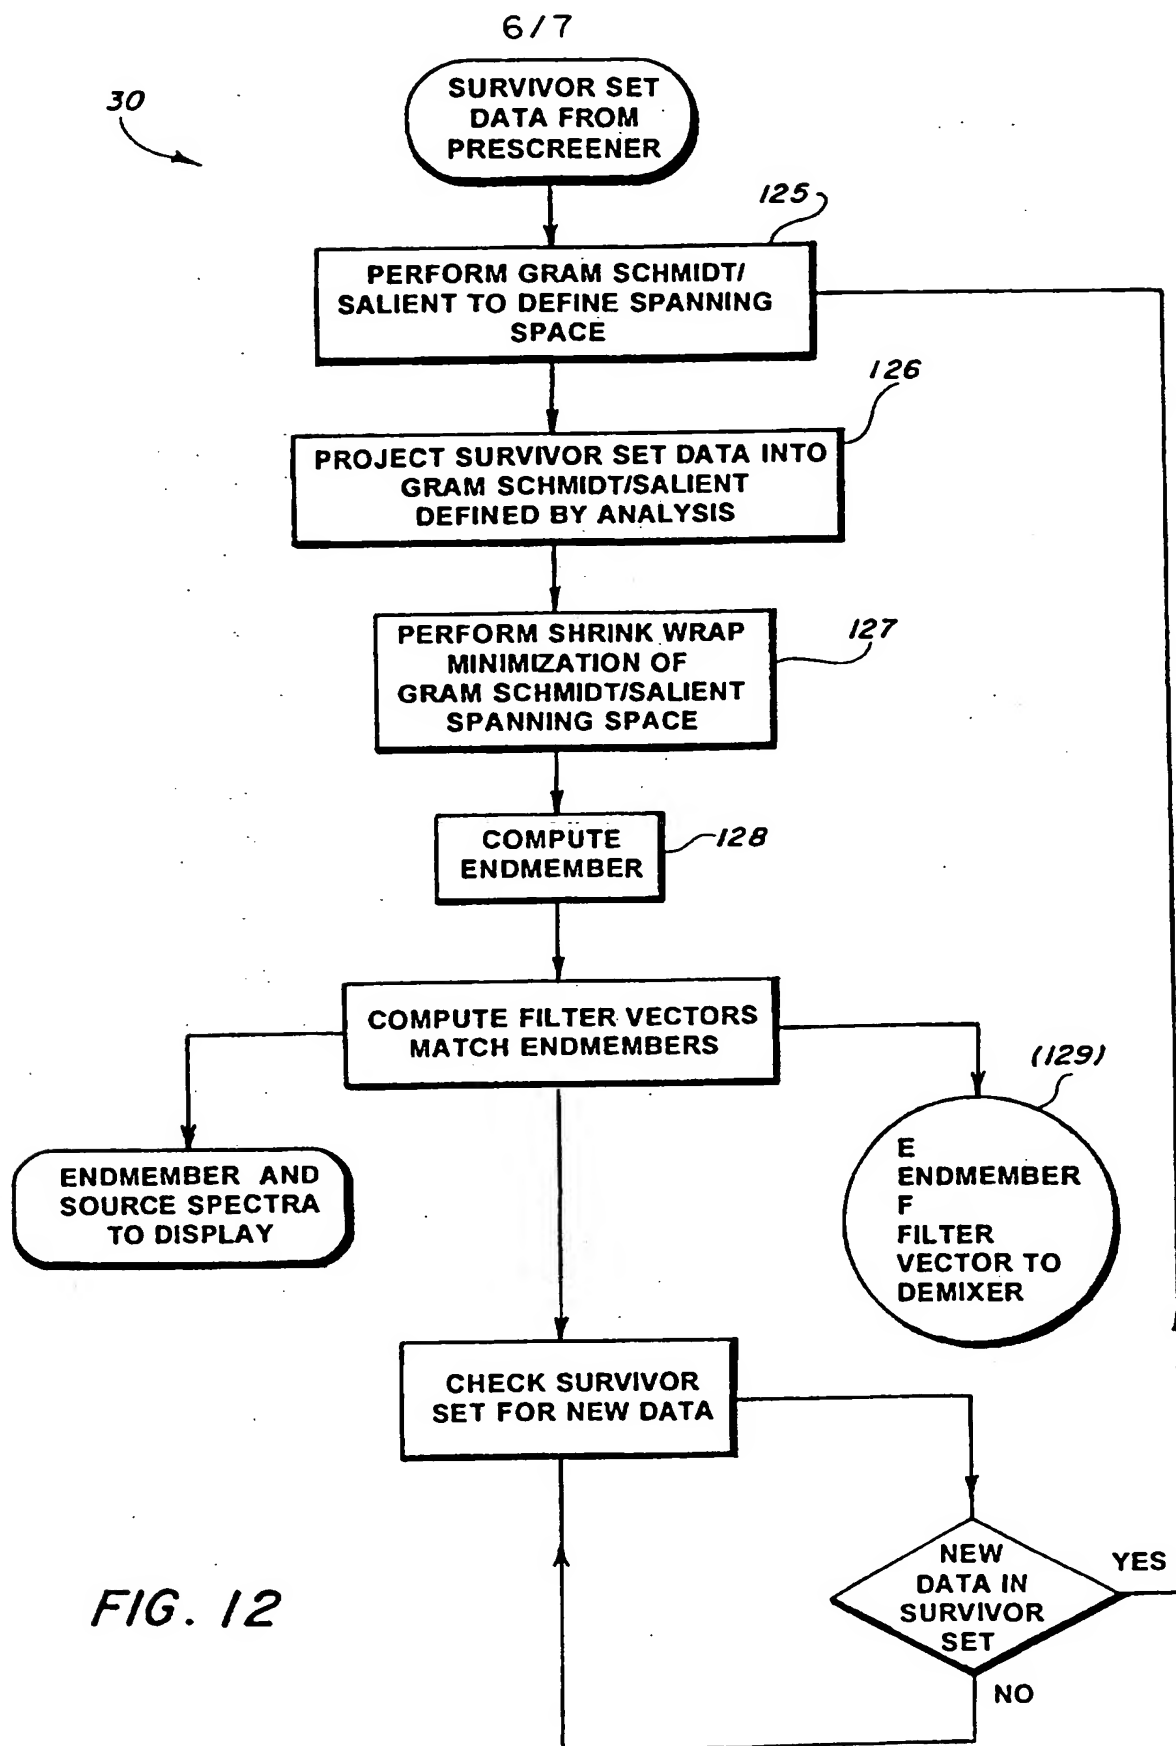 6/7
30
SURVIVOR SET
DATA FROM
PRESCREENER
125
PERFORM GRAM SCHMIDT/
SALIENT TO DEFINE SPANNING
SPACE
126
PROJECT SURVIVOR SET DATA INTO
GRAM SCHMIDT/SALIENT
DEFINED BY ANALYSIS
127
PERFORM SHRINK WRAP
MINIMIZATION OF
GRAM SCHMIDT/SALIENT
SPANNING SPACE
128
COMPUTE
ENDMEMBER
COMPUTE FILTER VECTORS
MATCH ENDMEMBERS
ENDMEMBER AND
SOURCE SPECTRA
TO DISPLAY
(129)
E
ENDMEMBER
F
FILTER
VECTOR TO
DEMIXER
CHECK SURVIVOR
SET FOR NEW DATA
NEW
DATA IN
SURVIVOR
SET
YES
NO
FIG. 12